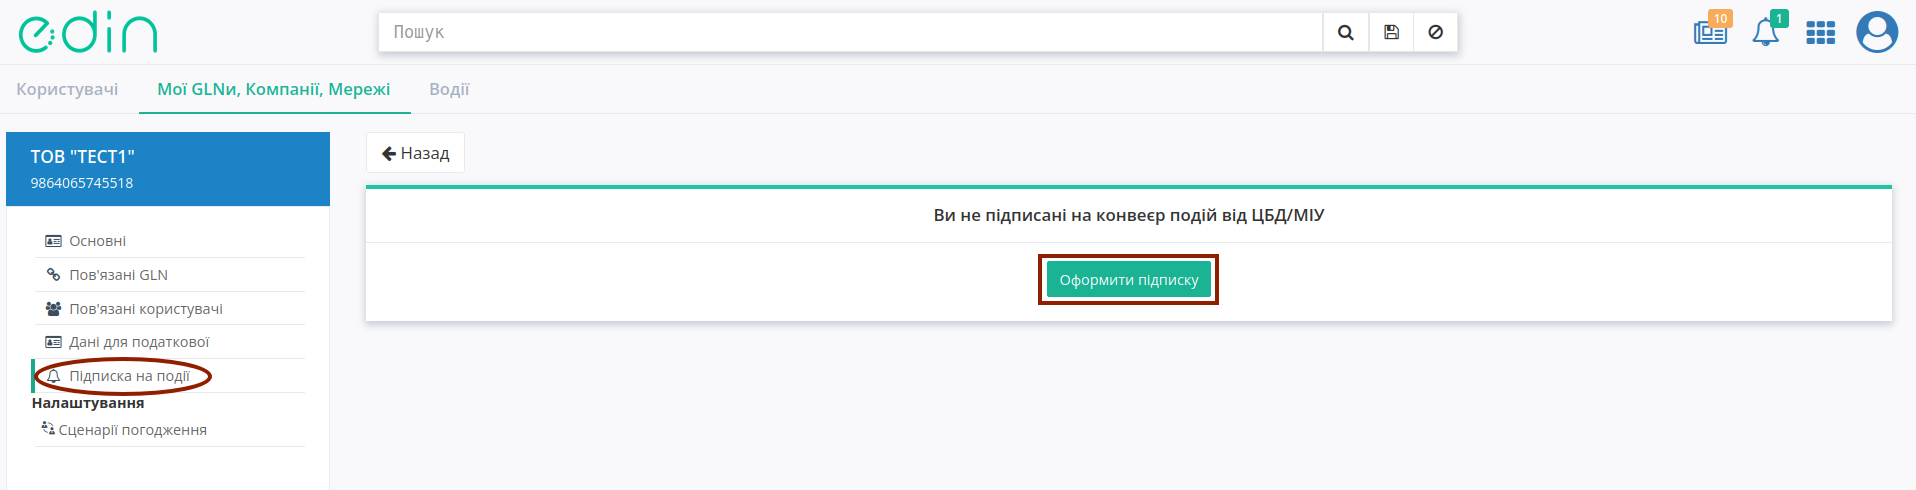 edin
Пошук
10
1
Користувачі
Мої GLNи, Компанії, Мережі
Водії
ТОВ "ТЕСТ1"
9864065745518
Основні
Пов'язані GLN
Пов'язані користувачі
Дані для податкової
Підписка на події
Налаштування
Сценарії погодження
Назад
Ви не підписані на конвеєр подій від ЦБД/МІУ
Оформити підписку